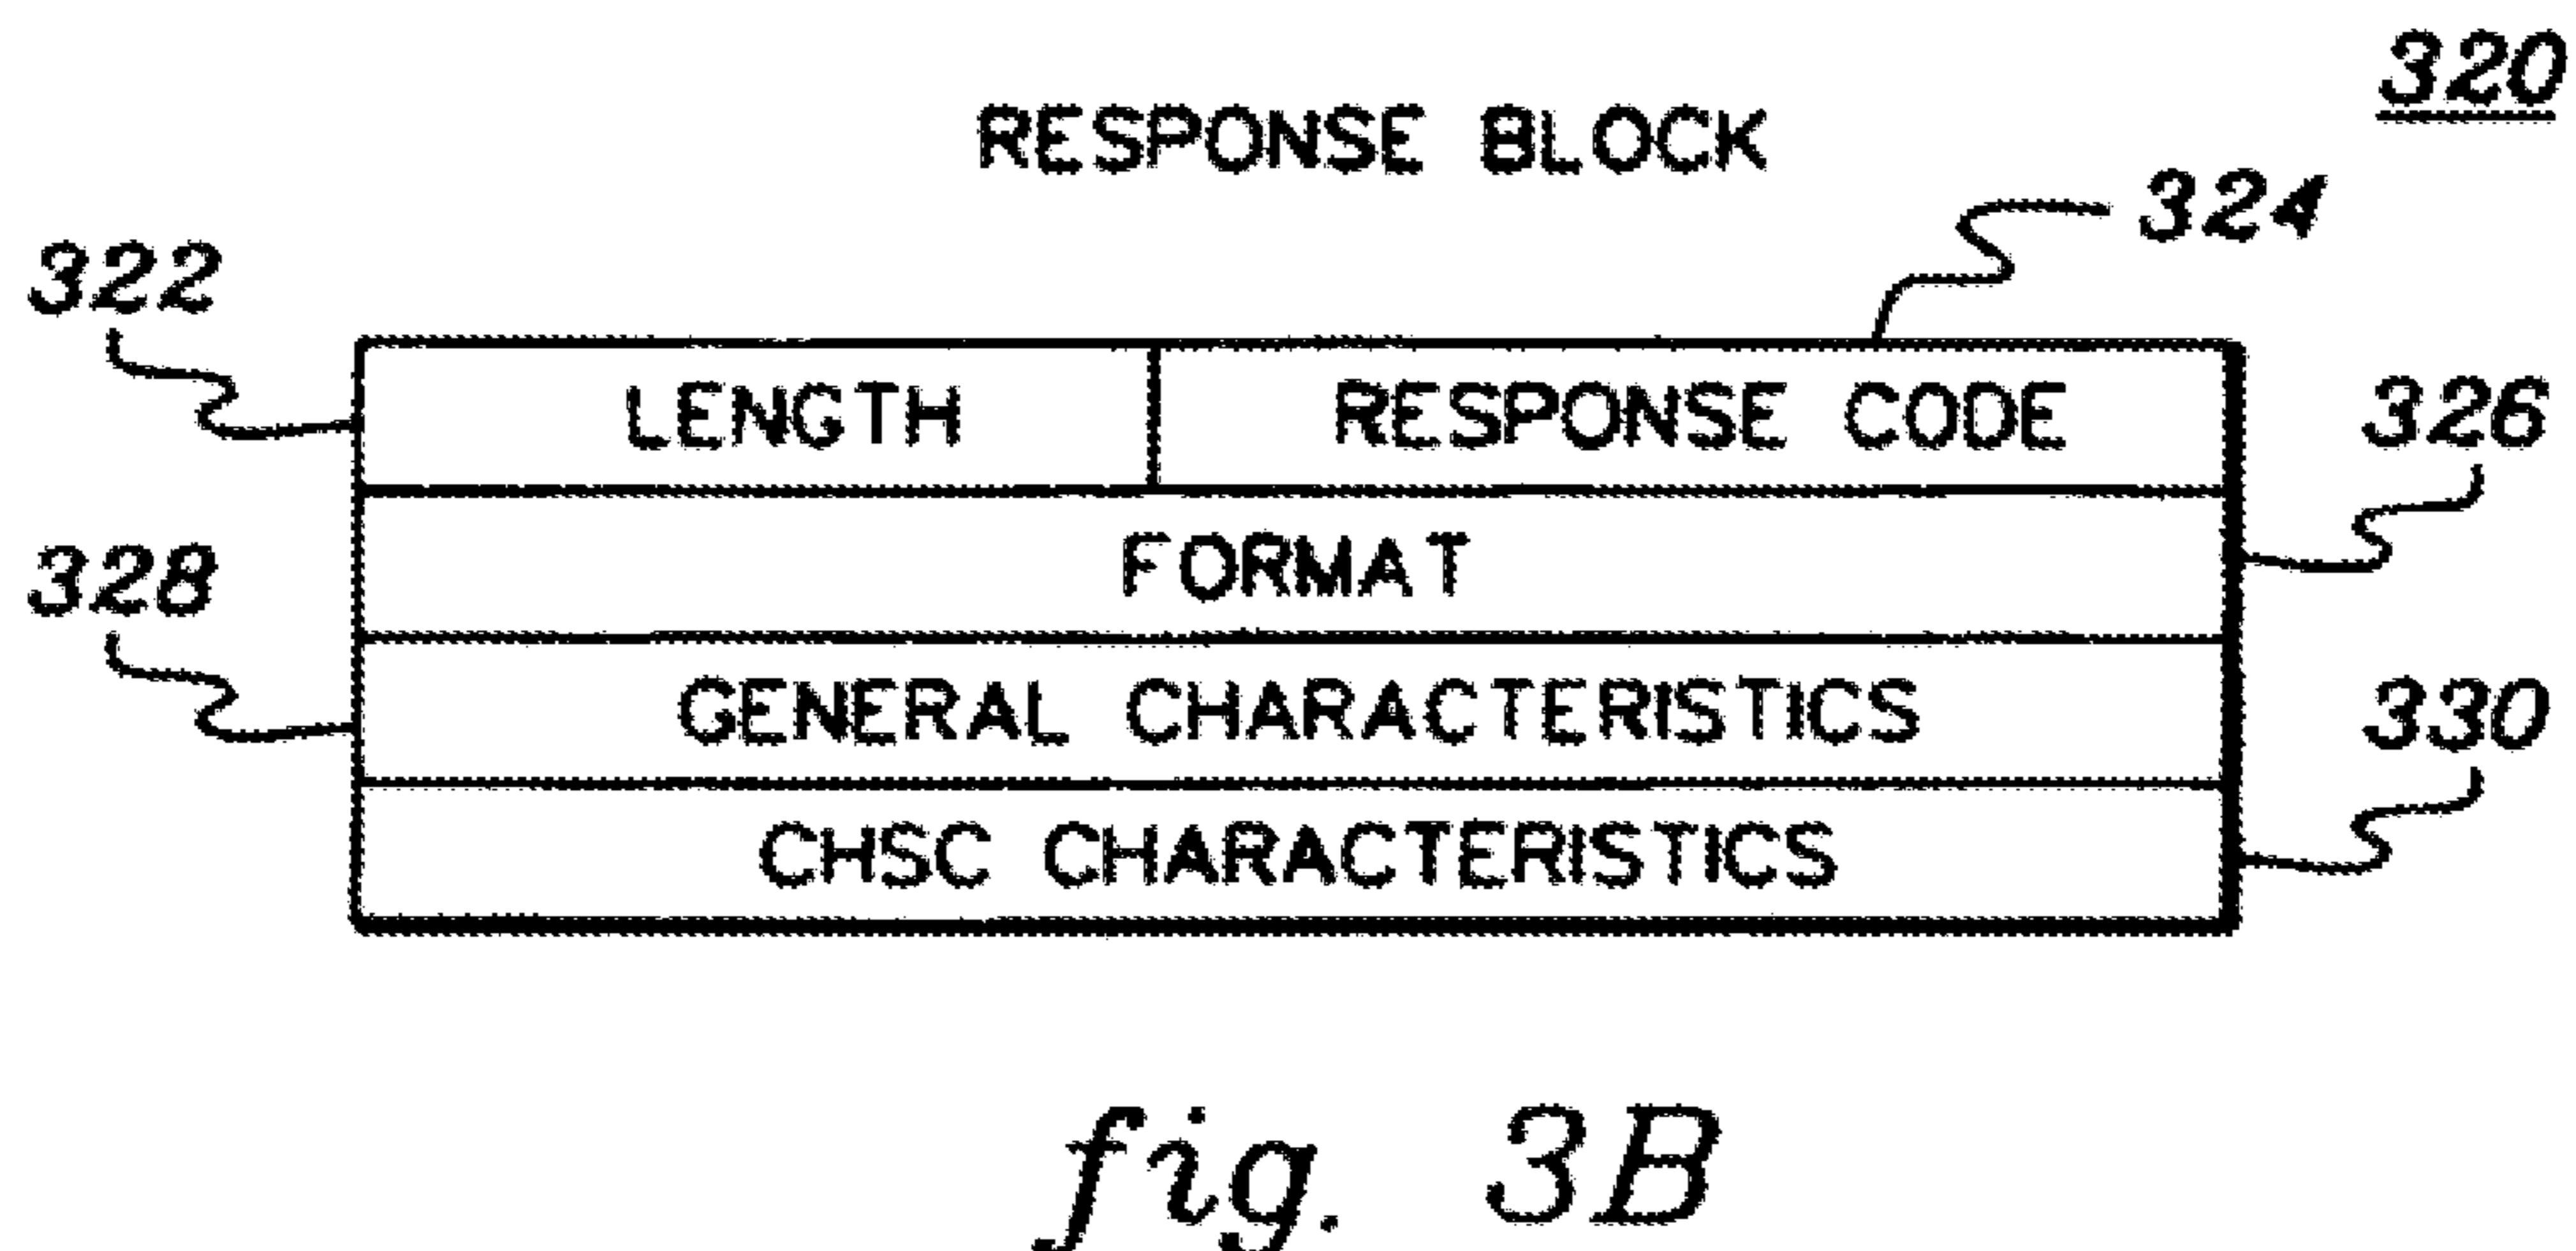 320
RESPONSE BLOCK
324
322
LENGTH RESPONSE CODE
326
FORMAT
328
GENERAL CHARACTERISTICS
330
CHSC CHARACTERISTICS
fig. 3B